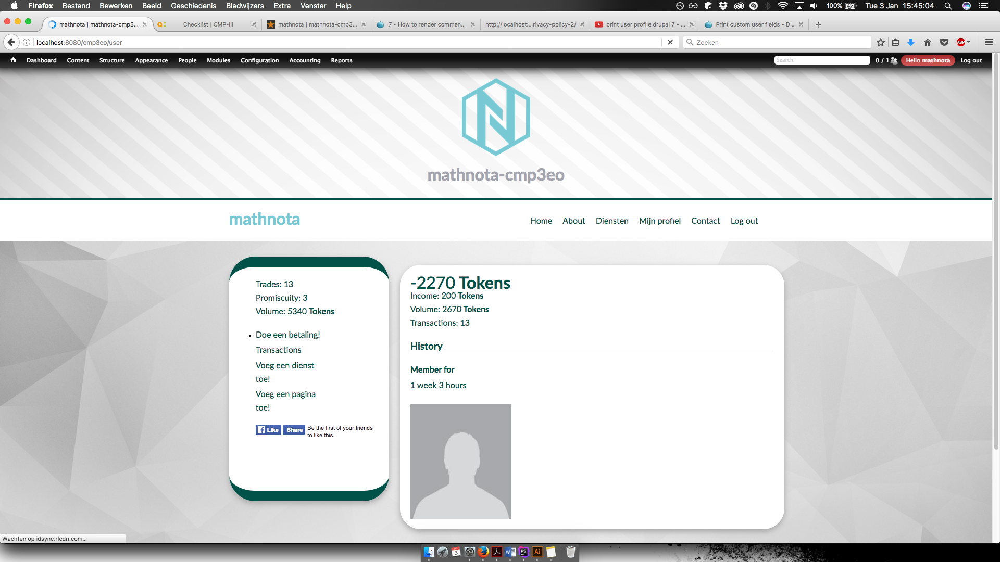 Firefox Bestand Bewerken Beeld Geschiedenis Bladwijzers Extra Venster Help 100% Tue 3 Jan 15:45:04
mathnota | mathnota-cmp3... Checklist | CMP-III mathnota | mathnota-cmp3... 7 - How to render commen... http://localhost:...rivacy-policy-2/ print user profile drupal 7 - ... Print custom user fields - D...
localhost:8080/cmp3eo/user Zoeken ABP
Dashboard Content Structure Appearance People Modules Configuration Accounting Reports Search 0 / 1 Hello mathnota Log out
N
mathnota-cmp3eo
mathnota Home About Diensten Mijn profiel Contact Log out
Trades: 13
Promiscuity: 3
Volume: 5340 Tokens
Doe een betaling!
Transactions
Voeg een dienst
toe!
Voeg een pagina
toe!
Like Share Be the first of your friends
to like this.
-2270 Tokens
Income: 200 Tokens
Volume: 2670 Tokens
Transactions: 13
History
Member for
1 week 3 hours
Wachten op idsync.rlcdn.com...
3 W PS Ai